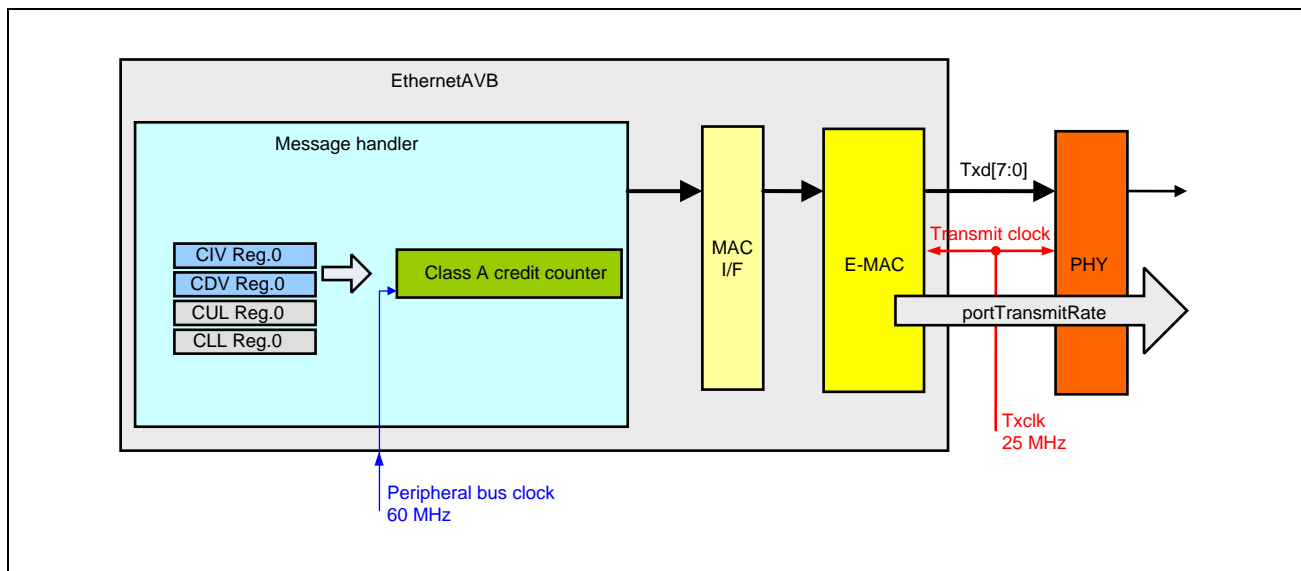 EthernetAVB
Message handler
CIV Reg.0
CDV Reg.0
CUL Reg.0
CLL Reg.0
Class A credit counter
MAC
I/F
E-MAC
Txd[7:0]
Transmit clock
PHY
portTransmitRate
Txclk
25 MHz
Peripheral bus clock
60 MHz